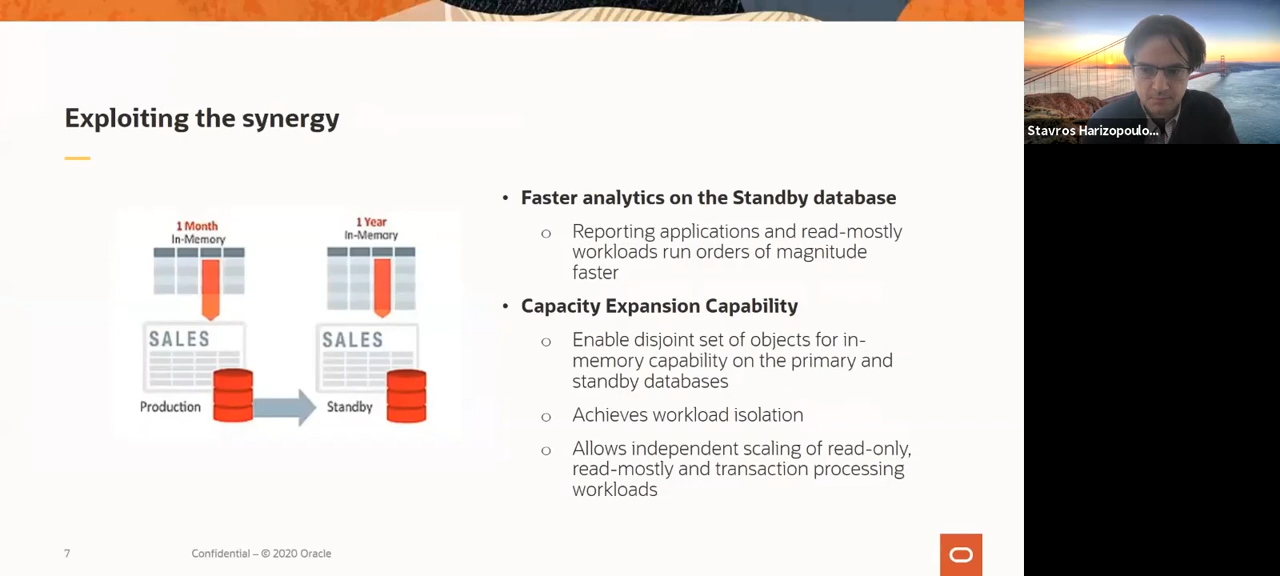 Exploiting the synergy
1 Month
In-Memory
SALES
Production
1 Year
In-Memory
SALES
Standby
• Faster analytics on the Standby database
o Reporting applications and read-mostly
workloads run orders of magnitude
faster
• Capacity Expansion Capability
o Enable disjoint set of objects for in-
memory capability on the primary and
standby databases
o Achieves workload isolation
o Allows independent scaling of read-only,
read-mostly and transaction processing
workloads
7
Confidential – © 2020 Oracle
Stavros Harizopoulo...